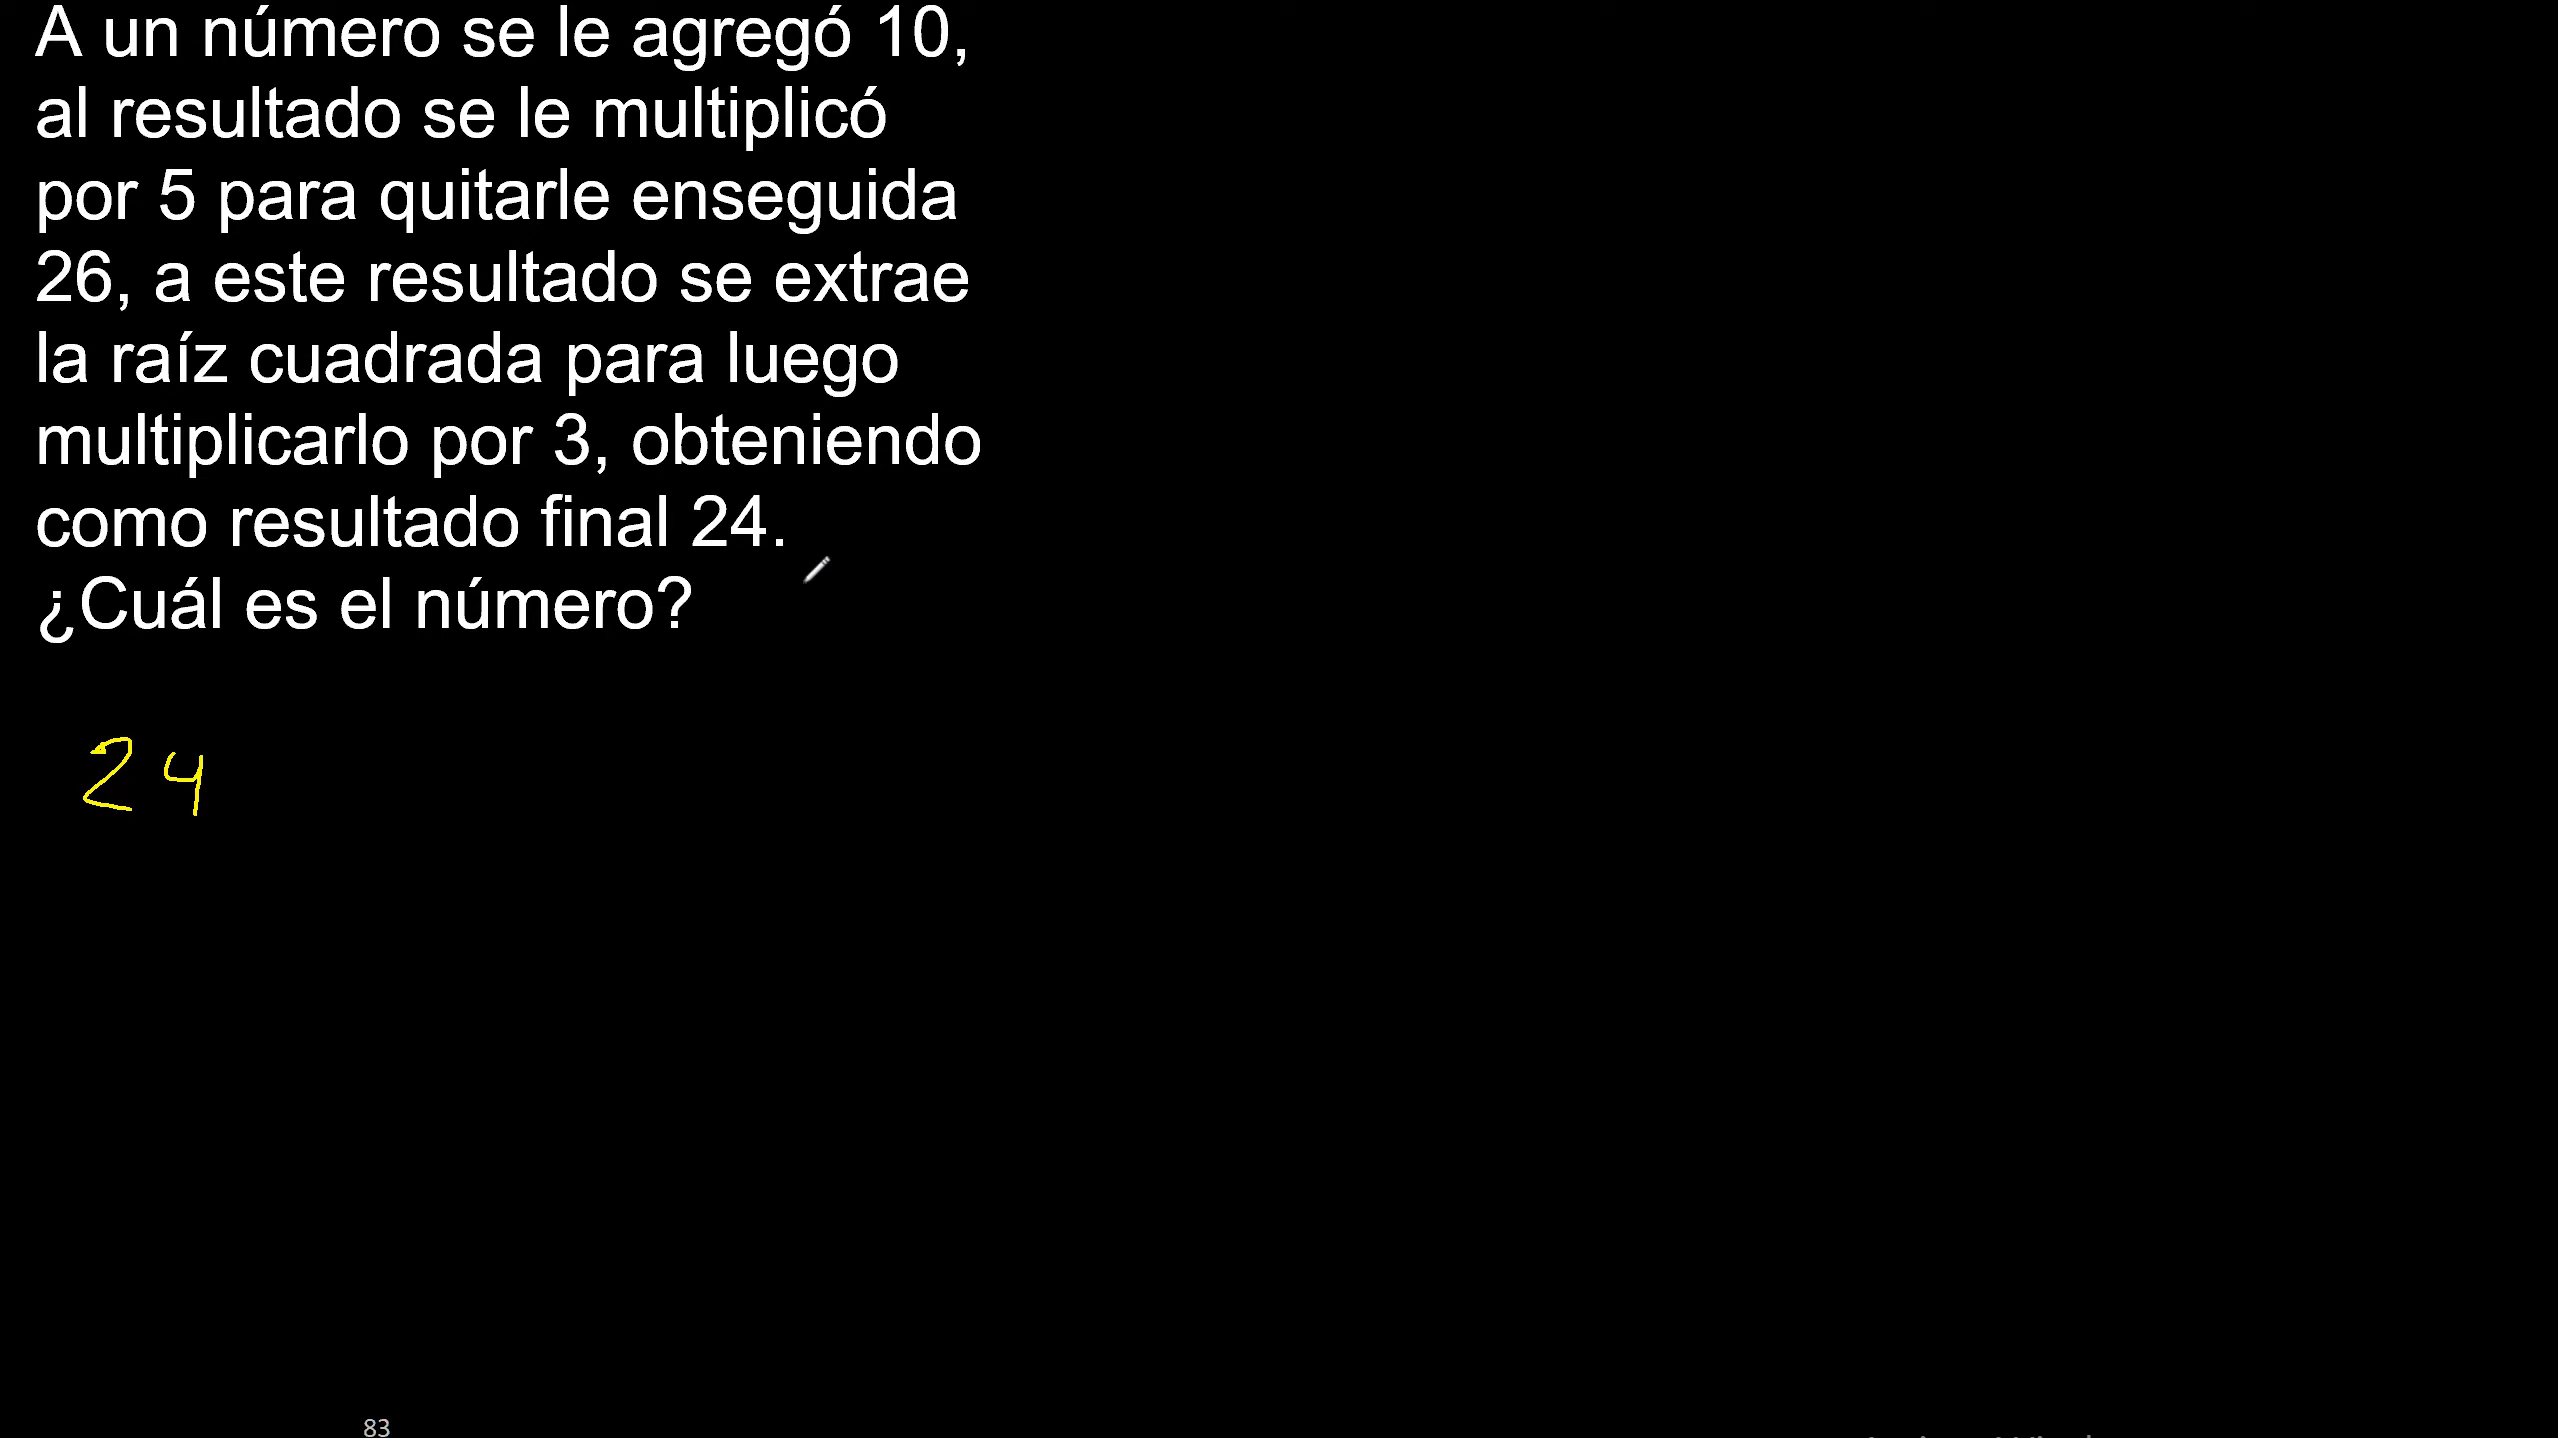 A un número se le agregó 10,
al resultado se le multiplicó
por 5 para quitarle enseguida
26, a este resultado se extrae
la raíz cuadrada para luego
multiplicarlo por 3, obteniendo
como resultado final 24.
¿Cuál es el número?
24
83